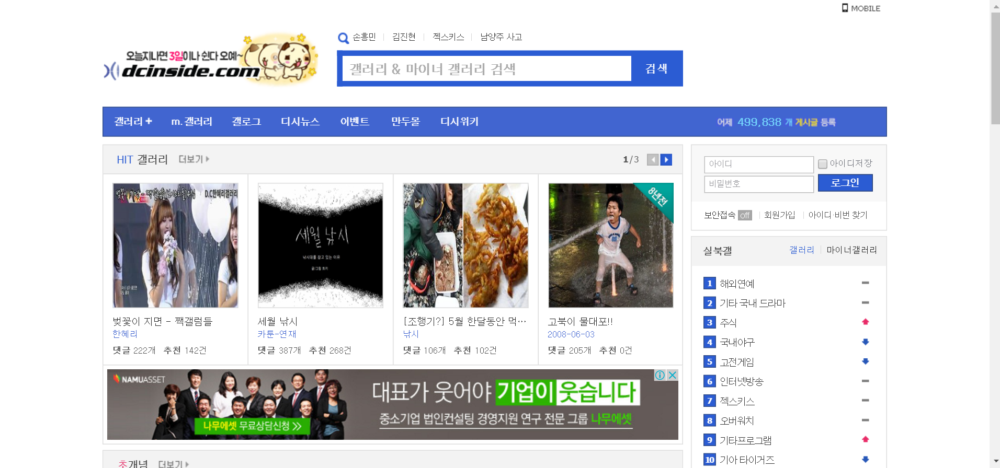 MOBILE
손흥민 김진현 젝스키스 남양주 사고
오늘지나면 3일이나 쉰다 오예~
dcinside.com
갤러리 & 마이너 갤러리 검색 검색
갤러리+ m.갤러리 갤로그 디시뉴스 이벤트 만두몰 디시위키
어제 499,838 개 게시글 등록
HIT 갤러리 더보기
1/3
D.C한혜리갤러리
벚꽃이 지면 - 짹갤럼들
한혜리
댓글 222개 추천 142건
세월 낚시
낚시대를 잡고 있는 이유
세월 낚시
카툰-연재
댓글 387개 추천 268건
[조행기?] 5월 한달동안 먹…
낚시
댓글 106개 추천 102건
8년전
고북이 물대포!!
2008-06-03
댓글 205개 추천 0건
NAMUASSET
대표가 웃어야 기업이 웃습니다
중소기업 법인컨설팅 경영지원 연구 전문 그룹 나무에셋
나무에셋 무료상담신청 >>
초개념 더보기
아이디
아이디저장
비밀번호
로그인
보안접속 off 회원가입 아이디·비번 찾기
실북갤 갤러리 마이너갤러리
1 해외연예
2 기타 국내 드라마
3 주식
4 국내야구
5 고전게임
6 인터넷방송
7 젝스키스
8 오버워치
9 기타프로그램
10 기아 타이거즈